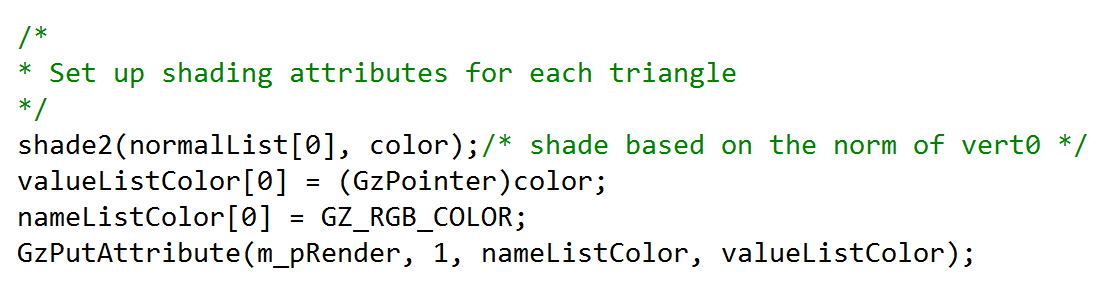 /*
* Set up shading attributes for each triangle
*/
shade2(normalList[0], color);/* shade based on the norm of vert0 */
valueListColor[0] = (GzPointer)color;
nameListColor[0] = GZ_RGB_COLOR;
GzPutAttribute(m_pRender, 1, nameListColor, valueListColor);